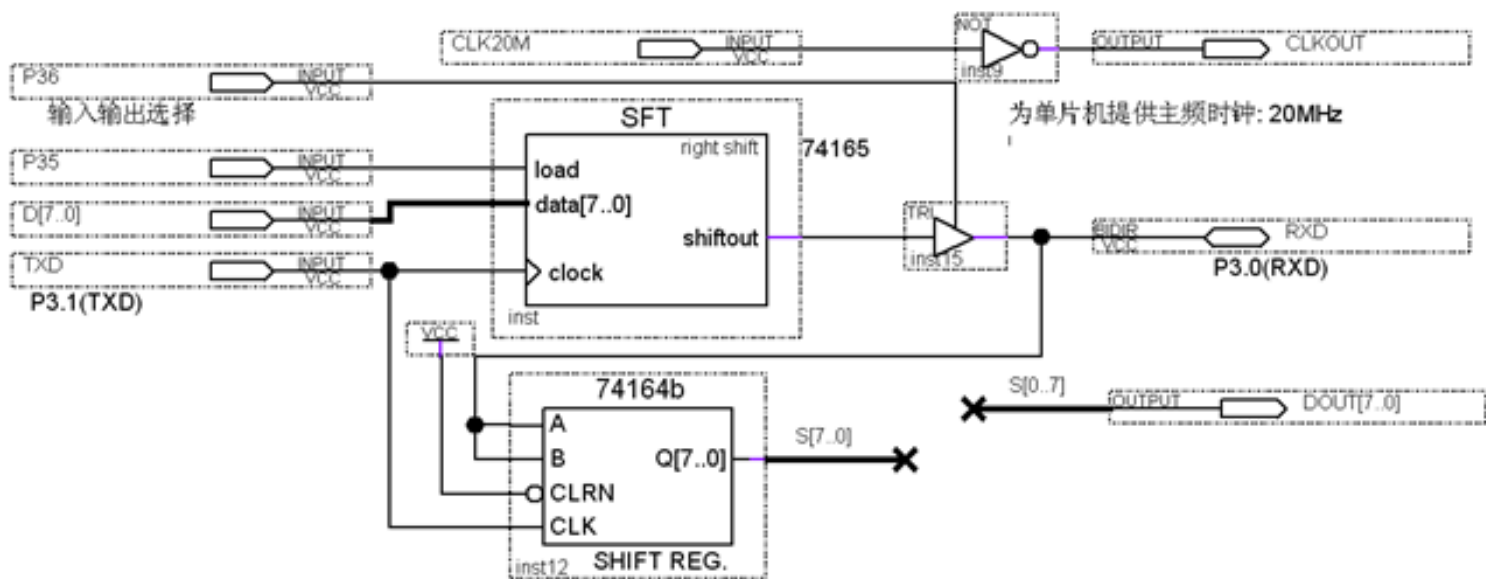 CLK20M
INPUT
VCC
NOT
inst9
OUTPUT
CLKOUT
P36
INPUT
VCC
输入输出选择
为单片机提供主频时钟: 20MHz
SFT
right shift
74165
P35
INPUT
VCC
load
D[7..0]
INPUT
VCC
data[7..0]
TRI
shiftout
inst15
BIDIR
VCC
RXD
P3.0(RXD)
TXD
INPUT
VCC
clock
P3.1(TXD)
inst
VCC
74164b
S[0..7]
OUTPUT
DOUT[7..0]
A
B
Q[7..0]
S[7..0]
CLRN
CLK
inst12
SHIFT REG.